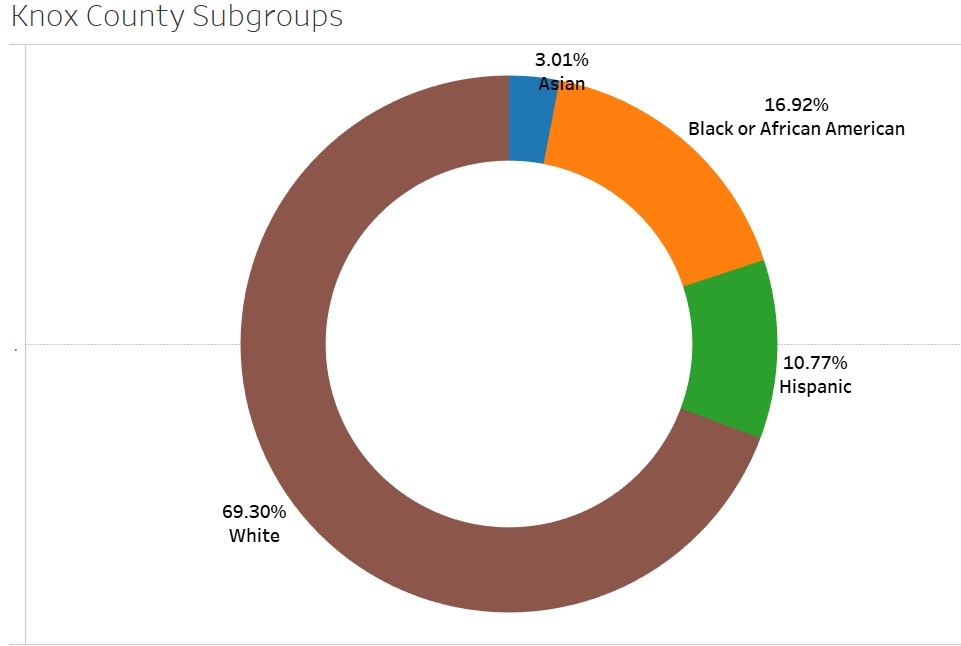 Knox County Subgroups
3.01%
Asian
16.92%
Black or African American
10.77%
Hispanic
69.30%
White
.